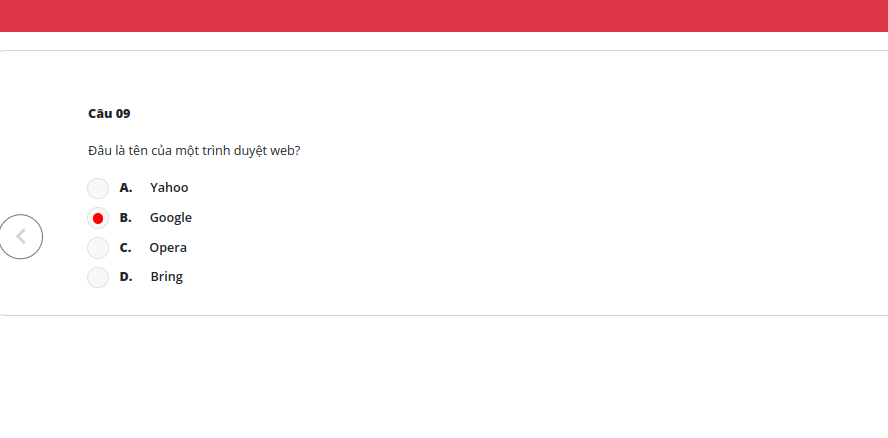 Câu 09
Đâu là tên của một trình duyệt web?
A. Yahoo
B. Google
C. Opera
D. Bring